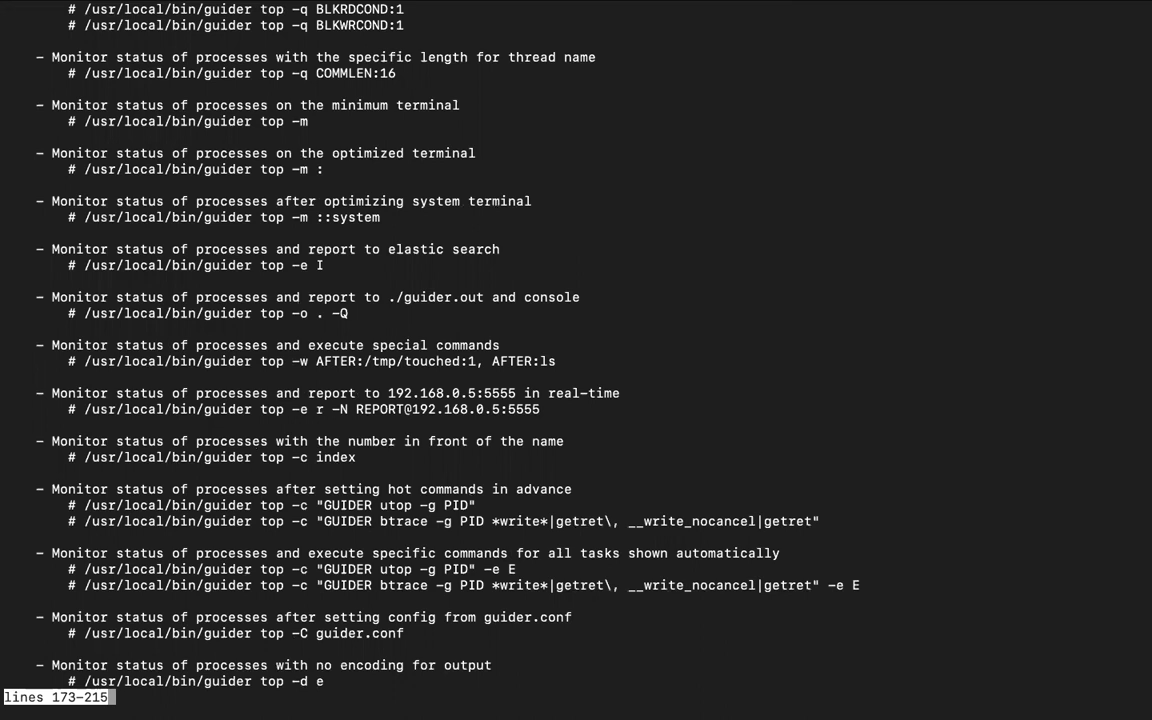 # /usr/local/bin/guider top -q BLKRDCOND:1
# /usr/local/bin/guider top -q BLKWRCOND:1
- Monitor status of processes with the specific length for thread name
# /usr/local/bin/guider top -q COMMLEN:16
- Monitor status of processes on the minimum terminal
# /usr/local/bin/guider top -m
- Monitor status of processes on the optimized terminal
# /usr/local/bin/guider top -m :
- Monitor status of processes after optimizing system terminal
# /usr/local/bin/guider top -m ::system
- Monitor status of processes and report to elastic search
# /usr/local/bin/guider top -e
- Monitor status of processes and report to ./guider.out and console
# /usr/local/bin/guider top -o . -Q
- Monitor status of processes and execute special commands
# /usr/local/bin/guider top -w AFTER:/tmp/touched:1, AFTER:ls
- Monitor status of processes and report to 192.168.0.5:5555 in real-time
# /usr/local/bin/guider top -e r -N REPORT@192.168.0.5:5555
- Monitor status of processes with the number in front of the name
# /usr/local/bin/guider top -c index
- Monitor status of processes after setting hot commands in advance
# /usr/local/bin/guider top -c "GUIDER utop -g PID"
# /usr/local/bin/guider top -c "GUIDER btrace -g PID *write*|getret\, __write_nocancel|getret"
- Monitor status of processes and execute specific commands for all tasks shown automatically
# /usr/local/bin/guider top -c "GUIDER utop -g PID" -e E
# /usr/local/bin/guider top -c "GUIDER btrace -g PID *write*|getret\, __write_nocancel|getret" -e E
- Monitor status of processes after setting config from guider.conf
# /usr/local/bin/guider top -C guider.conf
- Monitor status of processes with no encoding for output
# /usr/local/bin/guider top -d e
lines 173-215